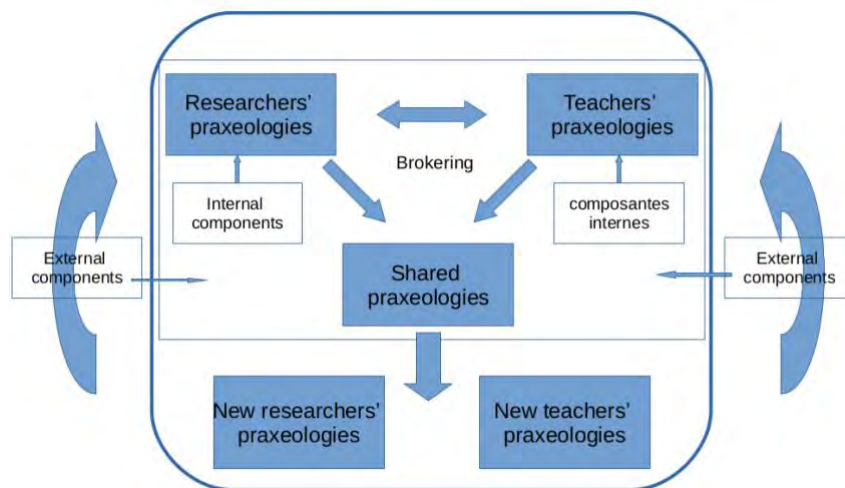 Researchers'
praxeologies
Teachers'
praxeologies
Brokering
Internal
components
composantes
internes
External
components
External
components
Shared
praxeologies
New researchers'
praxeologies
New teachers'
praxeologies